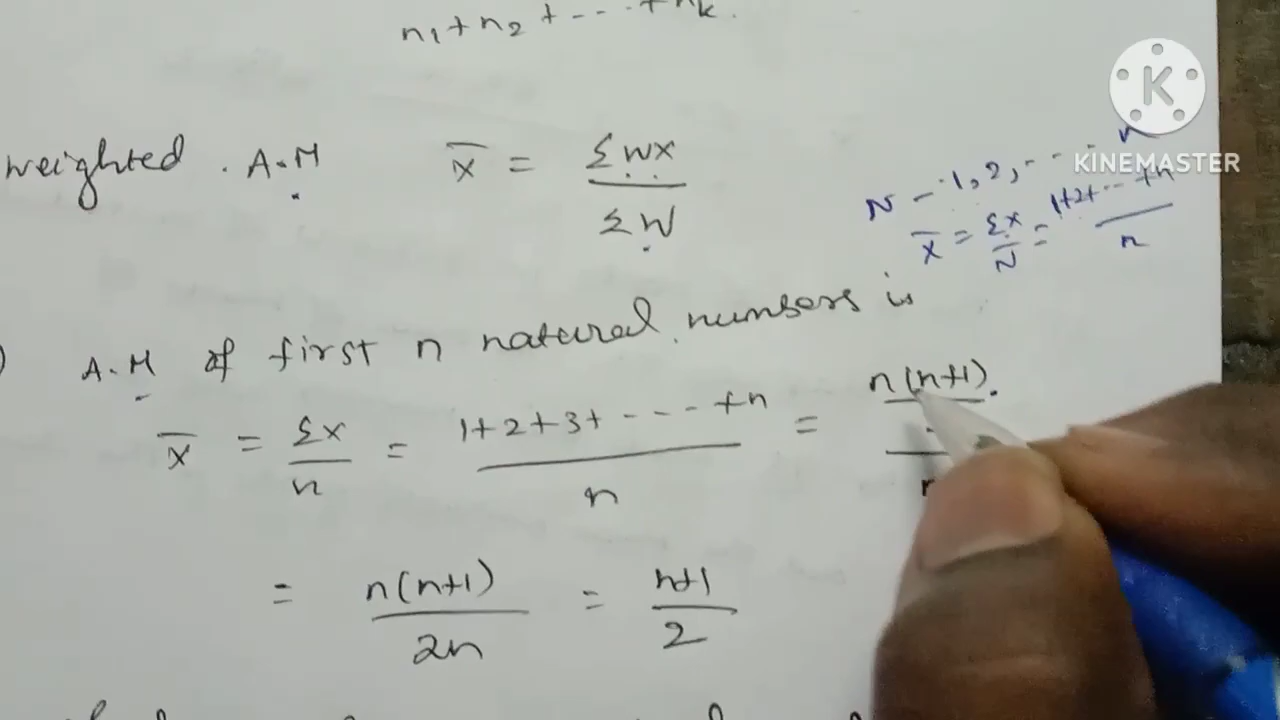 n1+n2+---+nk.
weighted . A.M x̄ = ΣWX / ΣW
K
KINEMASTER
N - 1, 2, --- n
x̄ = Σx / N = 1+2+---+n / n
) A.M of first n natural numbers is
x̄ = Σx / n = 1+2+3+----+n / n = n(n+1).
= n(n+1) / 2n = n+1 / 2